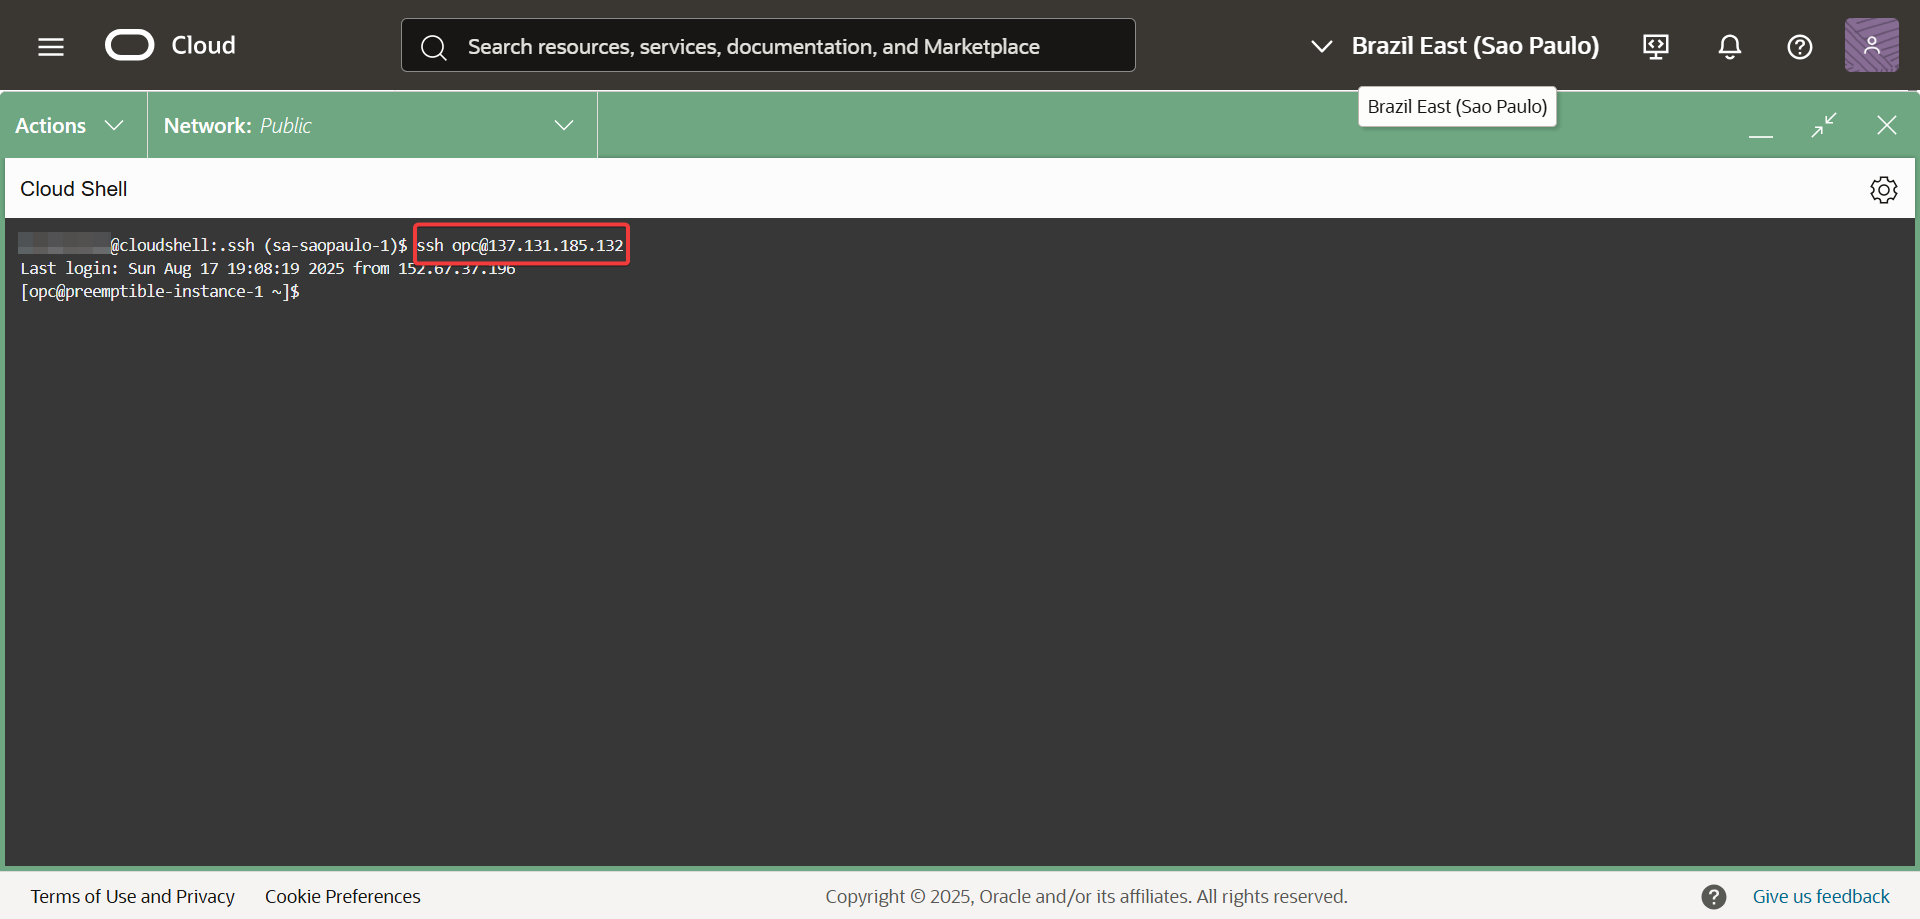 Cloud
Search resources, services, documentation, and Marketplace
Brazil East (Sao Paulo)
Actions
Network: Public
Brazil East (Sao Paulo)
Cloud Shell
@cloudshell:.ssh (sa-saopaulo-1)$ ssh opc@137.131.185.132
Last login: Sun Aug 17 19:08:19 2025 from 152.67.37.196
[opc@preemptible-instance-1 ~]$
Terms of Use and Privacy
Cookie Preferences
Copyright © 2025, Oracle and/or its affiliates. All rights reserved.
Give us feedback